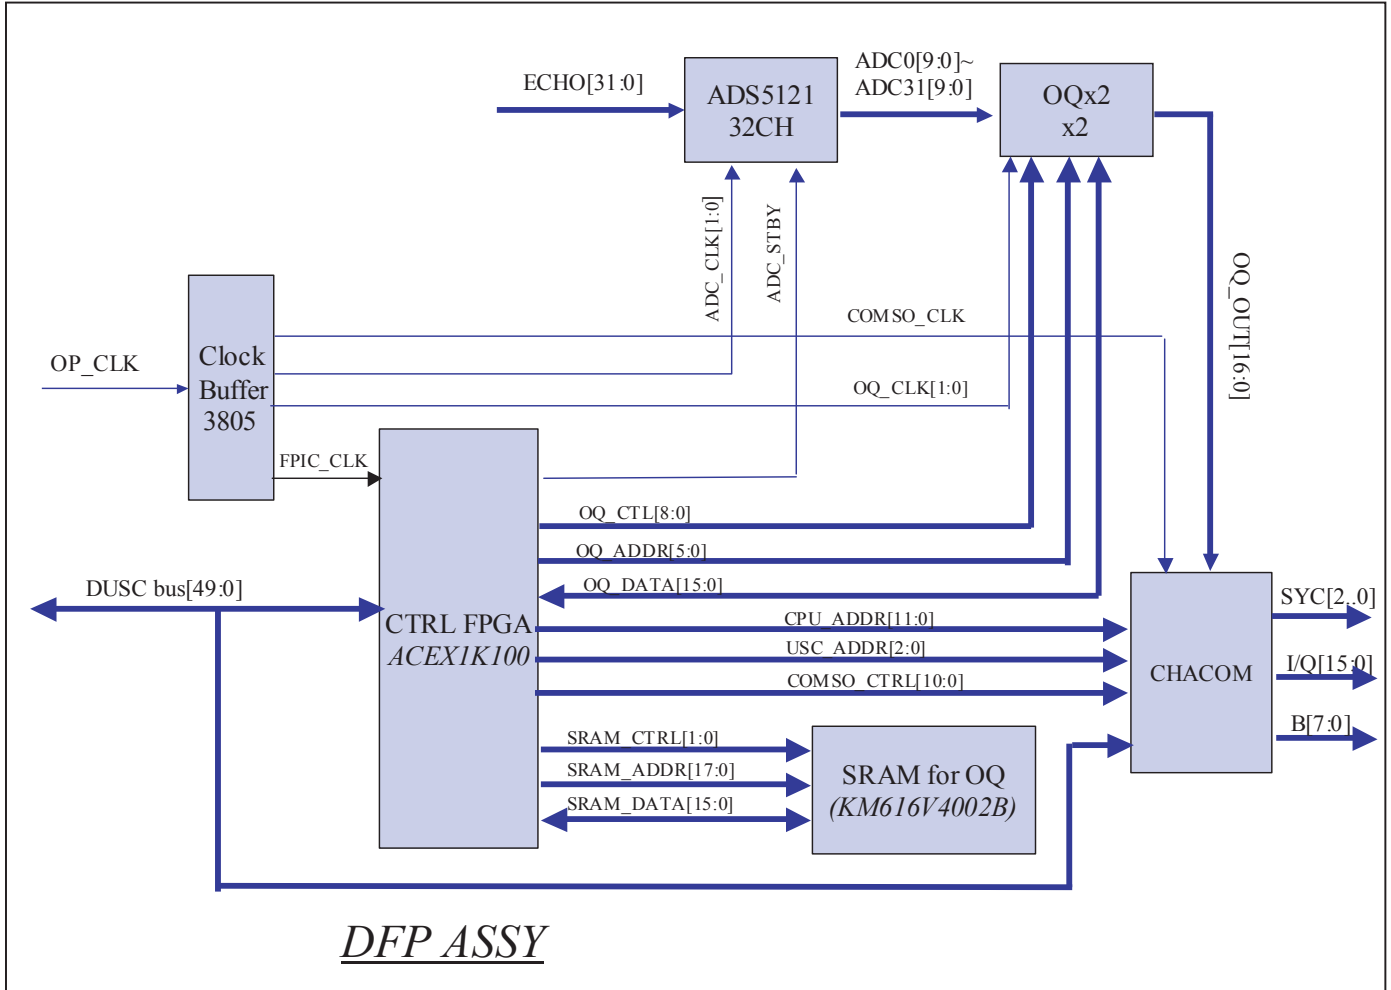 ECHO[31:0]
ADS5121
32CH
ADC0[9:0]~
ADC31[9:0]
OQx2
x2
ADC_CLK[1:0]
ADC_STBY
OQ_OUT[16:0]
OP_CLK
Clock
Buffer
3805
COMSO_CLK
OQ_CLK[1:0]
FPIC_CLK
OQ_CTL[8:0]
OQ_ADDR[5:0]
OQ_DATA[15:0]
DUSC bus[49:0]
CTRL FPGA
ACEX1K100
CPU_ADDR[11:0]
USC_ADDR[2:0]
COMSO_CTRL[10:0]
CHACOM
SYC[2..0]
I/Q[15:0]
B[7:0]
SRAM_CTRL[1:0]
SRAM_ADDR[17:0]
SRAM_DATA[15:0]
SRAM for OQ
(KM616V4002B)
DFP ASSY